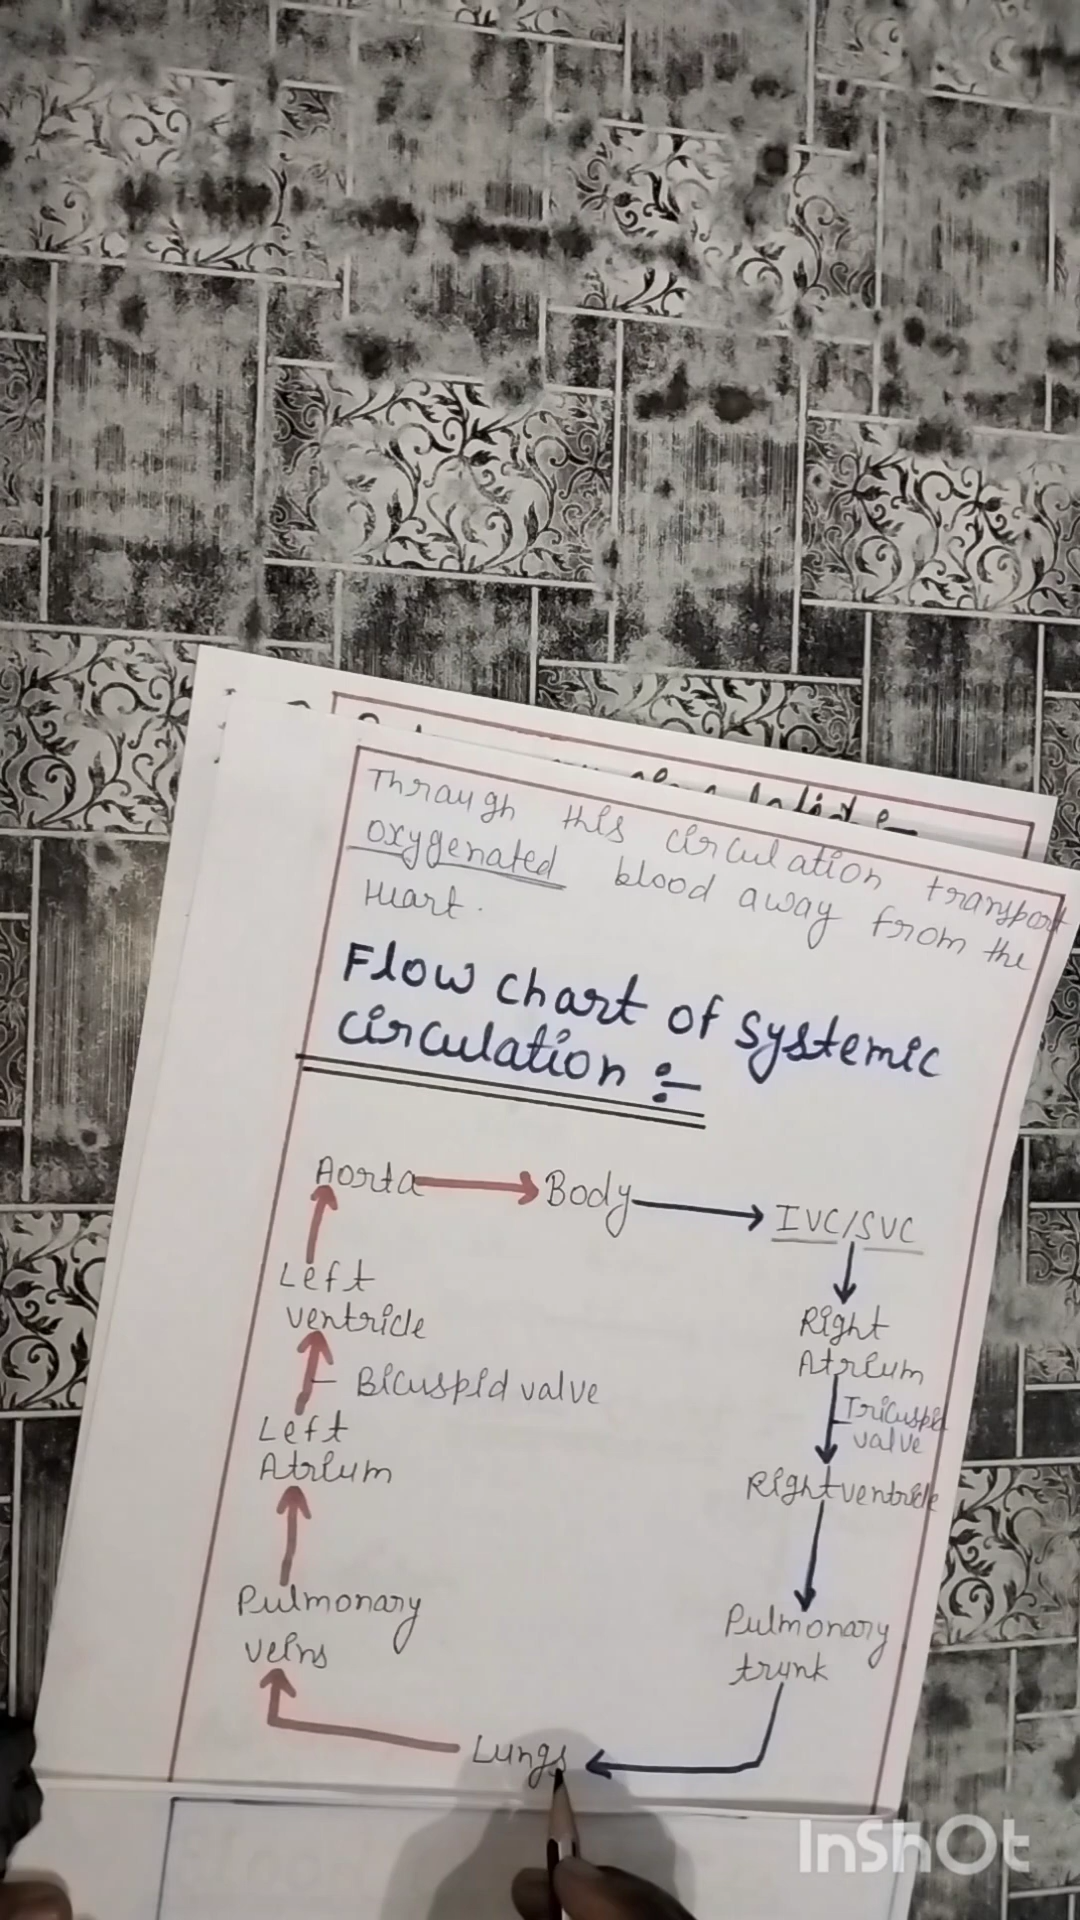 Through this circulation transport
oxygenated blood away from the
Heart.
Flow chart of systemic
circulation :-
Aorta Body IVC/SVC
Left
ventricle
Right
Atrium
Bicuspid valve
Tricuspid
valve
Left
Atrium
Right ventricle
Pulmonary
veins
Pulmonary
trunk
Lungs
InShOt